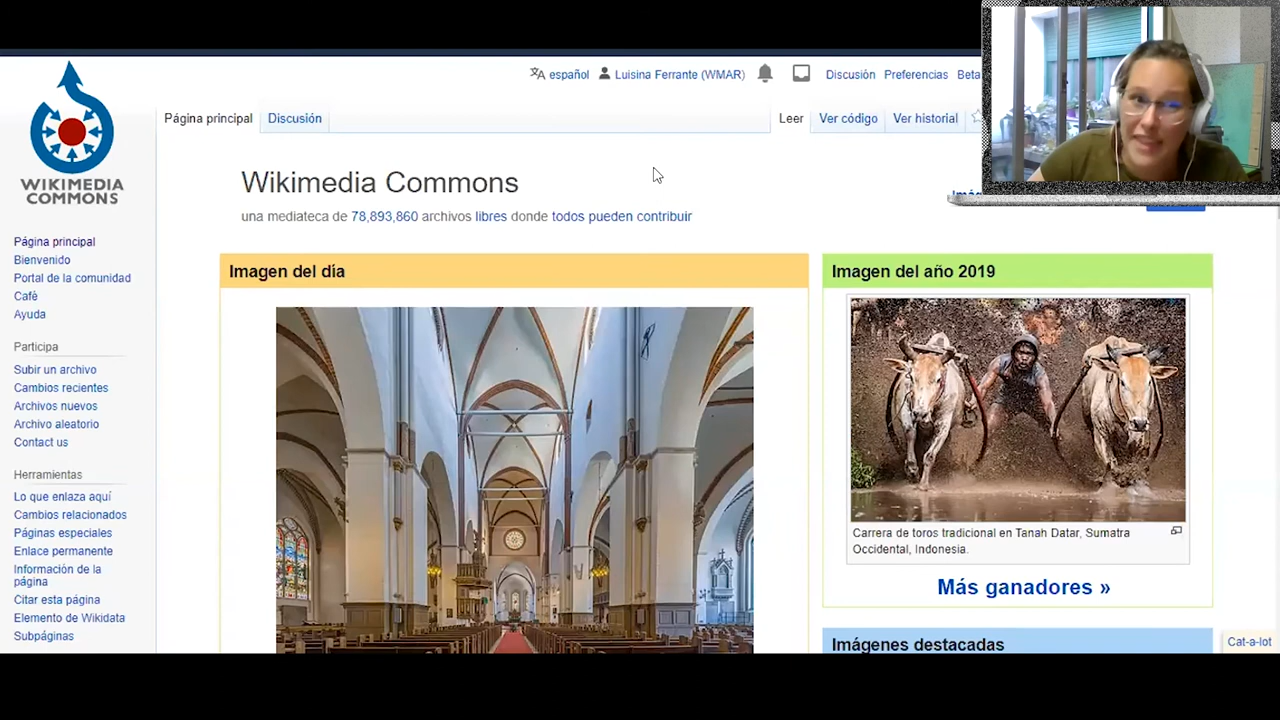 español Luisina Ferrante (WMAR) Discusión Preferencias Beta
Página principal Discusión Leer Ver código Ver historial
WIKIMEDIA
COMMONS
Wikimedia Commons
una mediateca de 78,893,860 archivos libres donde todos pueden contribuir
Página principal
Bienvenido
Portal de la comunidad
Cafè
Ayuda
Participa
Subir un archivo
Cambios recientes
Archivos nuevos
Archivo aleatorio
Contact us
Herramientas
Lo que enlaza aquí
Cambios relacionados
Páginas especiales
Enlace permanente
Información de la
página
Citar esta página
Elemento de Wikidata
Subpáginas
Imagen del día
Imagen del año 2019
Carrera de toros tradicional en Tanah Datar, Sumatra
Occidental, Indonesia.
Más ganadores »
Imágenes destacadas
Cat-a-lot